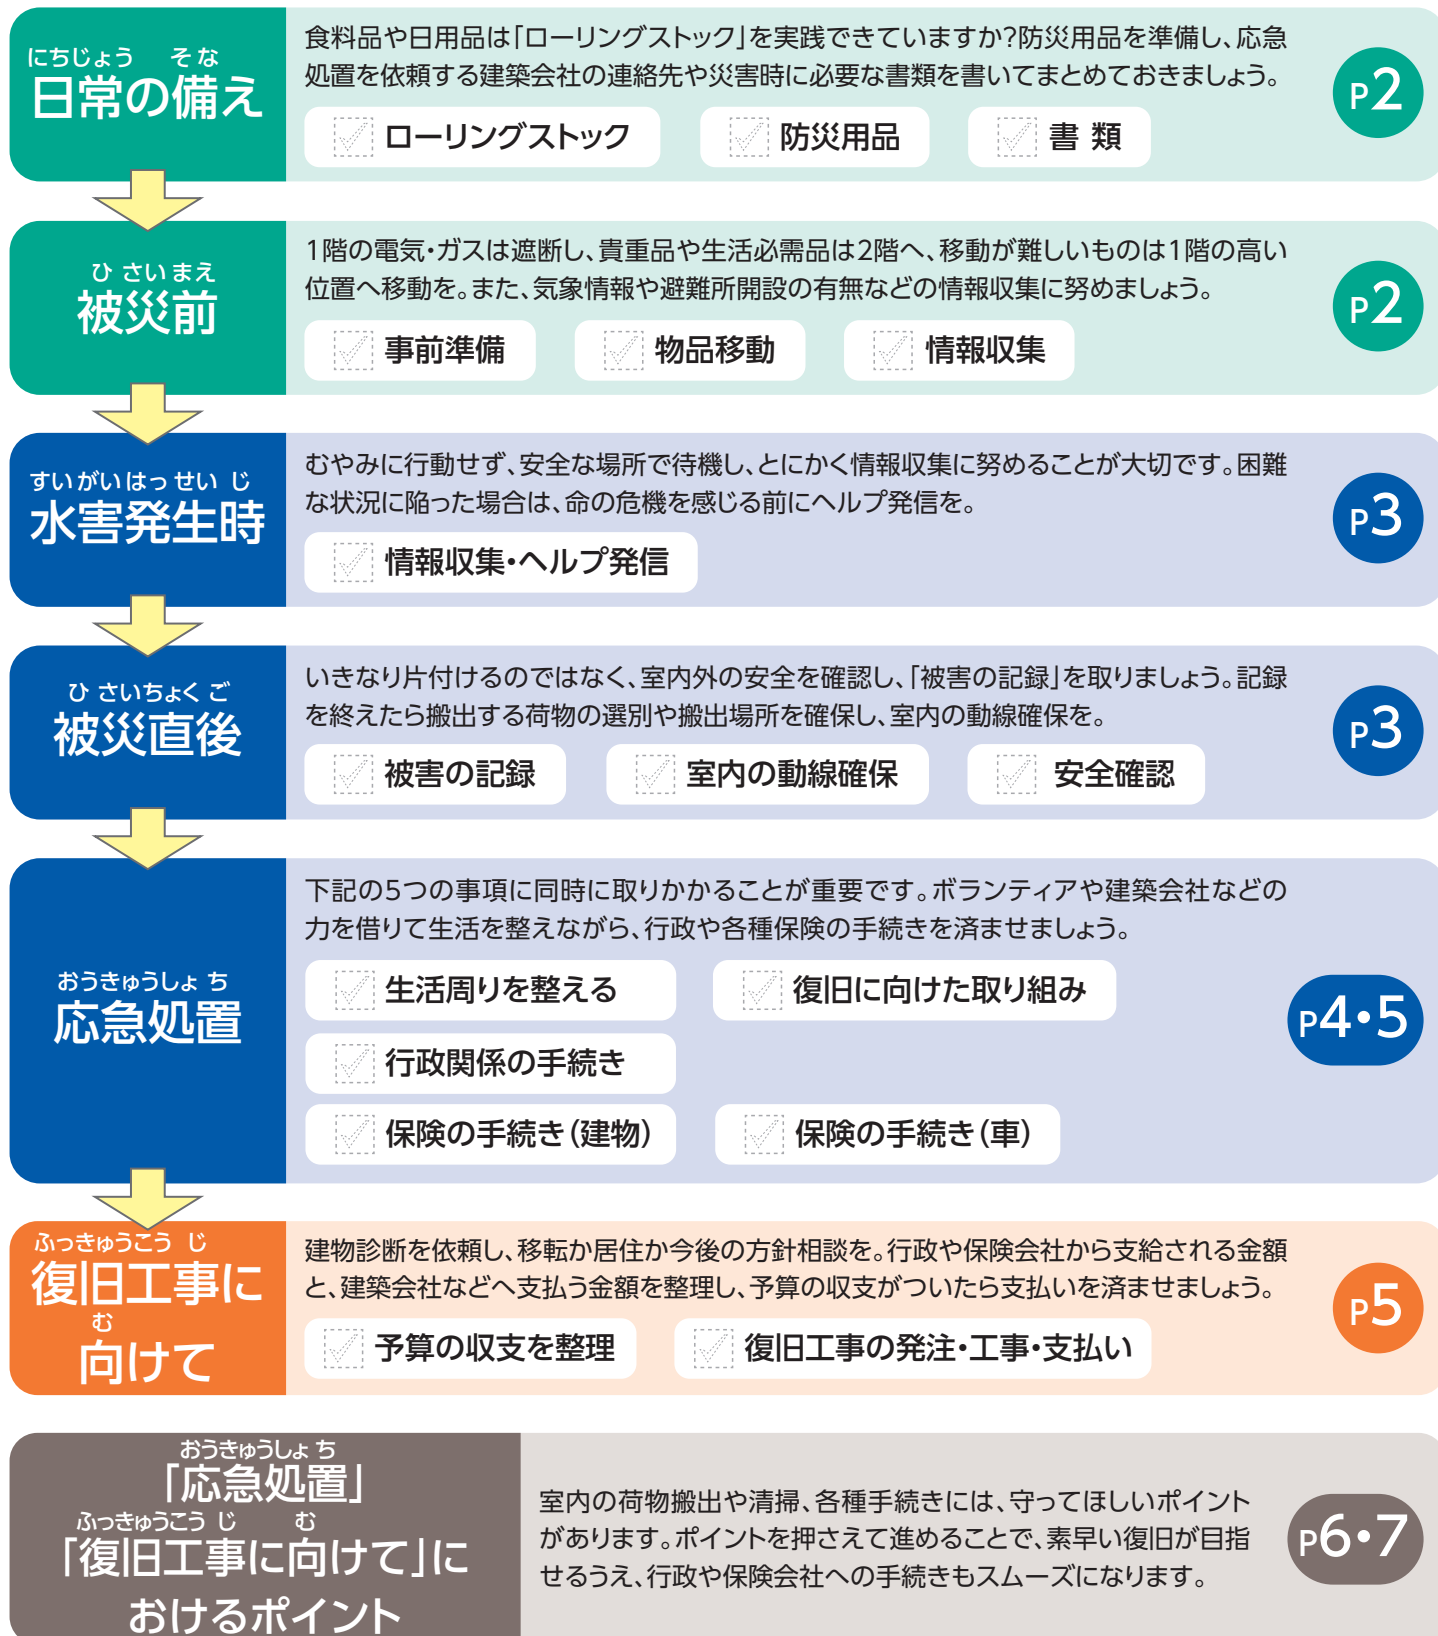 にちじょう そな
日常の備え
食料品や日用品は「ローリングストック」を実践できていますか?防災用品を準備し、応急
処置を依頼する建築会社の連絡先や災害時に必要な書類を書いてまとめておきましょう。
ローリングストック 防災用品 書 類
P2
ひ さい まえ
被災前
1階の電気・ガスは遮断し、貴重品や生活必需品は2階へ、移動が難しいものは1階の高い
位置へ移動を。また、気象情報や避難所開設の有無などの情報収集に努めましょう。
事前準備 物品移動 情報収集
P2
すい がい はっ せい じ
水害発生時
むやみに行動せず、安全な場所で待機し、とにかく情報収集に努めることが大切です。困難
な状況に陥った場合は、命の危機を感じる前にヘルプ発信を。
情報収集・ヘルプ発信
P3
ひ さいちょく ご
被災直後
いきなり片付けるのではなく、室内外の安全を確認し、「被害の記録」を取りましょう。記録
を終えたら搬出する荷物の選別や搬出場所を確保し、室内の動線確保を。
被害の記録 室内の動線確保 安全確認
P3
おうきゅうしょ ち
応急処置
下記の5つの事項に同時に取りかかることが重要です。ボランティアや建築会社などの
力を借りて生活を整えながら、行政や各種保険の手続きを済ませましょう。
生活周りを整える 復旧に向けた取り組み
行政関係の手続き
保険の手続き(建物) 保険の手続き(車)
P4・5
ふっきゅうこう じ
復旧工事に
む
向けて
建物診断を依頼し、移転か居住か今後の方針相談を。行政や保険会社から支給される金額
と、建築会社などへ支払う金額を整理し、予算の収支がついたら支払いを済ませましょう。
予算の収支を整理 復旧工事の発注・工事・支払い
P5
おうきゅうしょ ち
「応急処置」
ふっきゅうこう じ む
「復旧工事に向けて」に
おけるポイント
室内の荷物搬出や清掃、各種手続きには、守ってほしいポイント
があります。ポイントを押さえて進めることで、素早い復旧が目指
せるうえ、行政や保険会社への手続きもスムーズになります。
P6・7